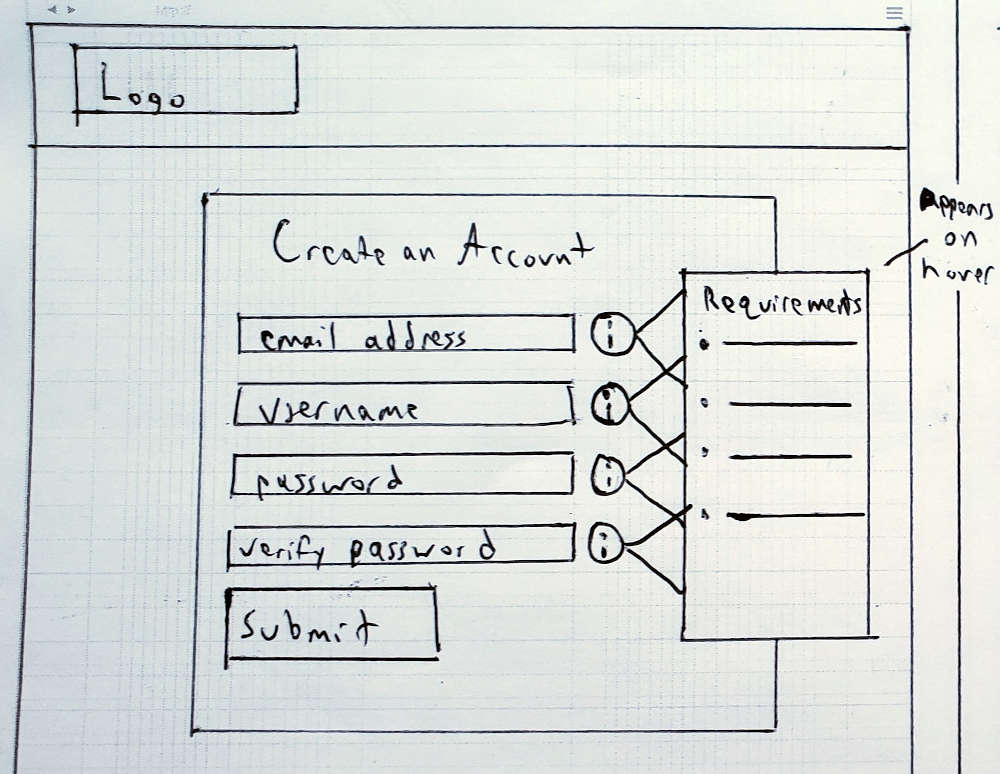 Logo
Create an Account
email address
username
password
verify password
Submit
Requirements
i
i
i
i
Appears
on
hover